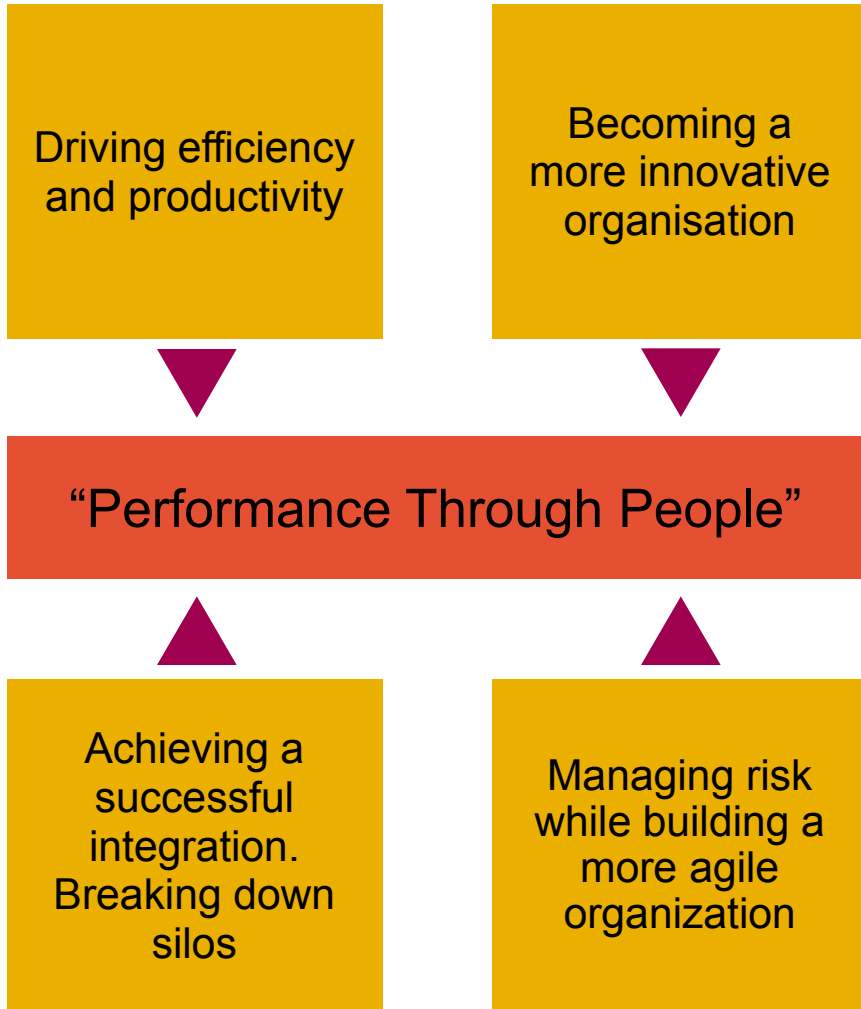 Driving efficiency
and productivity
Becoming a
more innovative
organisation
“Performance Through People”
Achieving a
successful
integration.
Breaking down
silos
Managing risk
while building a
more agile
organization